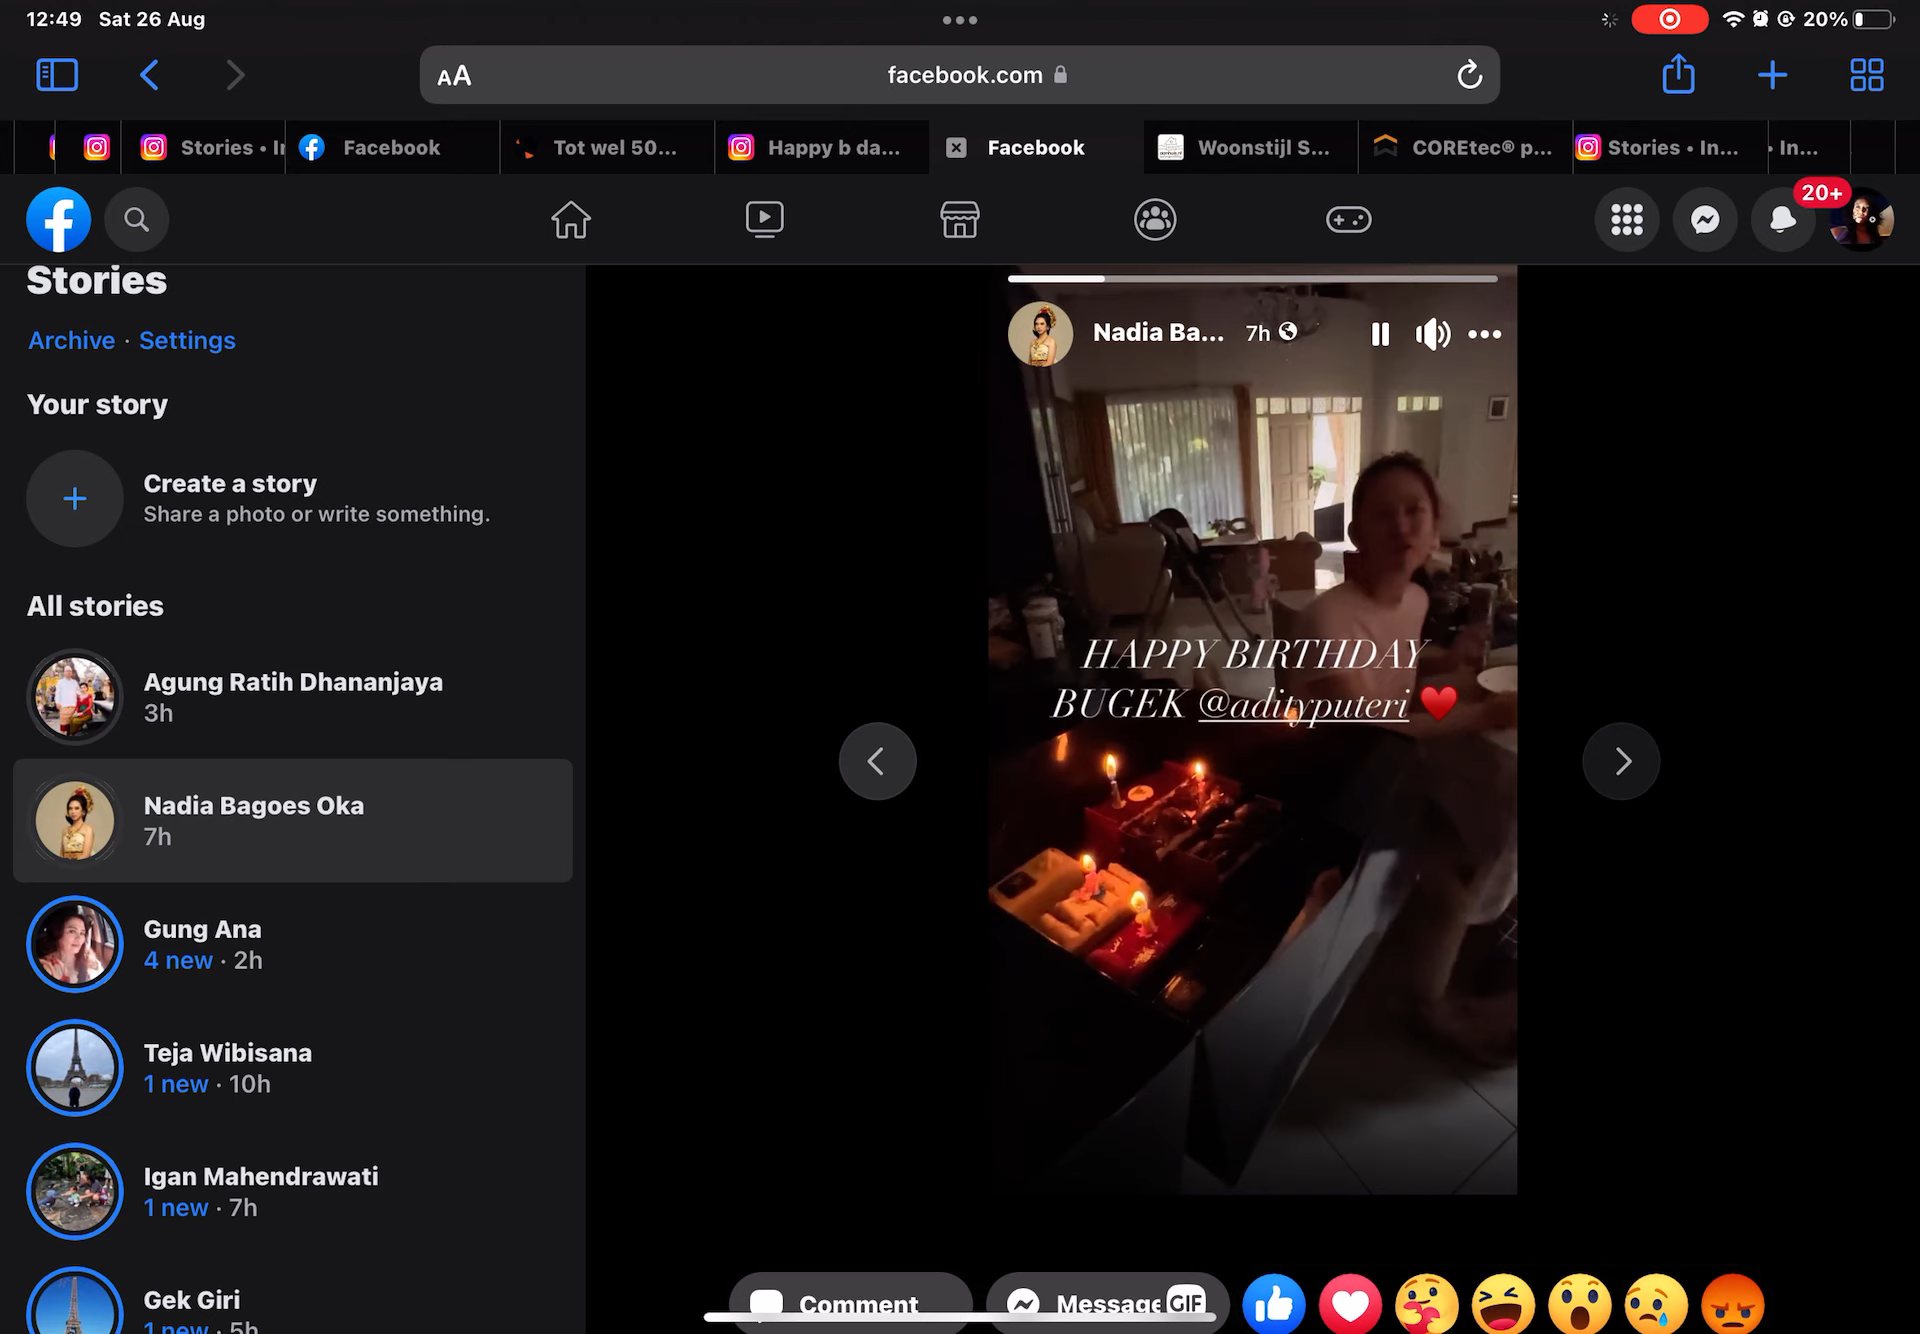 12:49 Sat 26 Aug
20%
AA facebook.com
Stories • I
Facebook
Tot wel 50...
Happy b da...
Facebook
Woonstijl S...
COREtec® p...
Stories • In...
• In...
20+
Stories
Archive · Settings
Your story
Create a story
Share a photo or write something.
All stories
Agung Ratih Dhananjaya
3h
Nadia Bagoes Oka
7h
Gung Ana
4 new · 2h
Teja Wibisana
1 new · 10h
Igan Mahendrawati
1 new · 7h
Gek Giri
1 new · 5h
Nadia Ba... 7h
HAPPY BIRTHDAY
BUGEK @adityputeri ♥️
Comment
Message
GIF